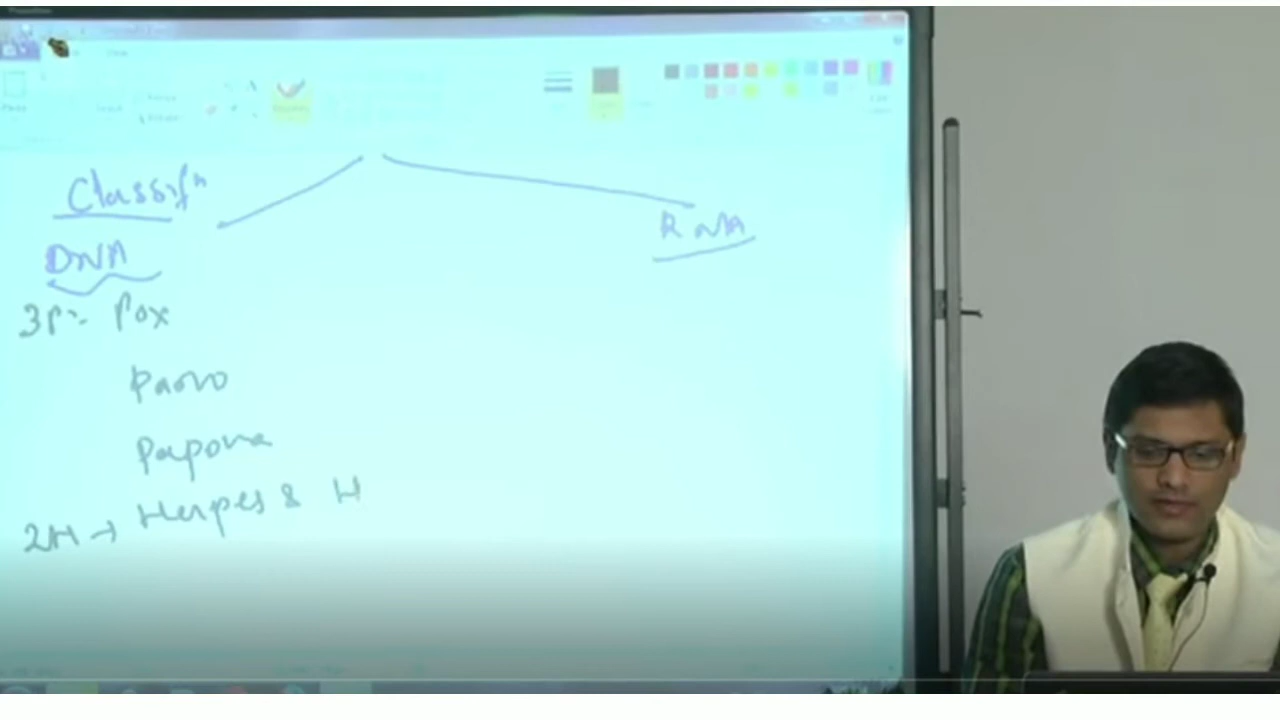 Classifn
DNA
RNA
3P:- Pox
Parvo
Papova
2H → Herpes & H